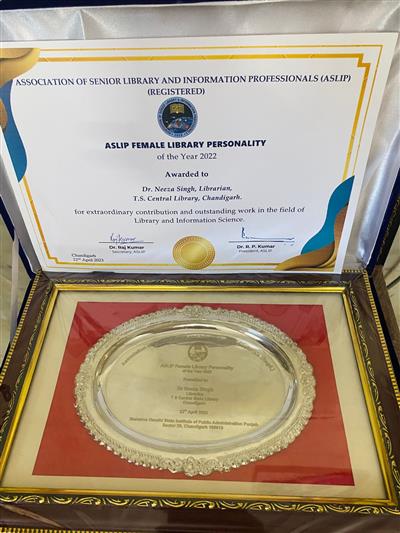 ASSOCIATION OF SENIOR LIBRARY AND INFORMATION PROFESSIONALS (ASLIP)
(REGISTERED)
ASLIP FEMALE LIBRARY PERSONALITY
of the Year 2022
Awarded to
Dr. Neeza Singh, Librarian,
T.S. Central Library, Chandigarh.
for extraordinary contribution and outstanding work in the field of
Library and Information Science.
Dr. Raj Kumar
Secretary, ASLIP
Dr. R. P. Kumar
President, ASLIP
Chandigarh
22nd April 2023
ASLIP Female Library Personality
of the Year 2022
Presented to
Dr Neeza Singh
Librarian
T S Central State Library
Chandigarh
22nd April 2023
State Institute of Public Administration Punjab
Sector 26, Chandigarh 160019